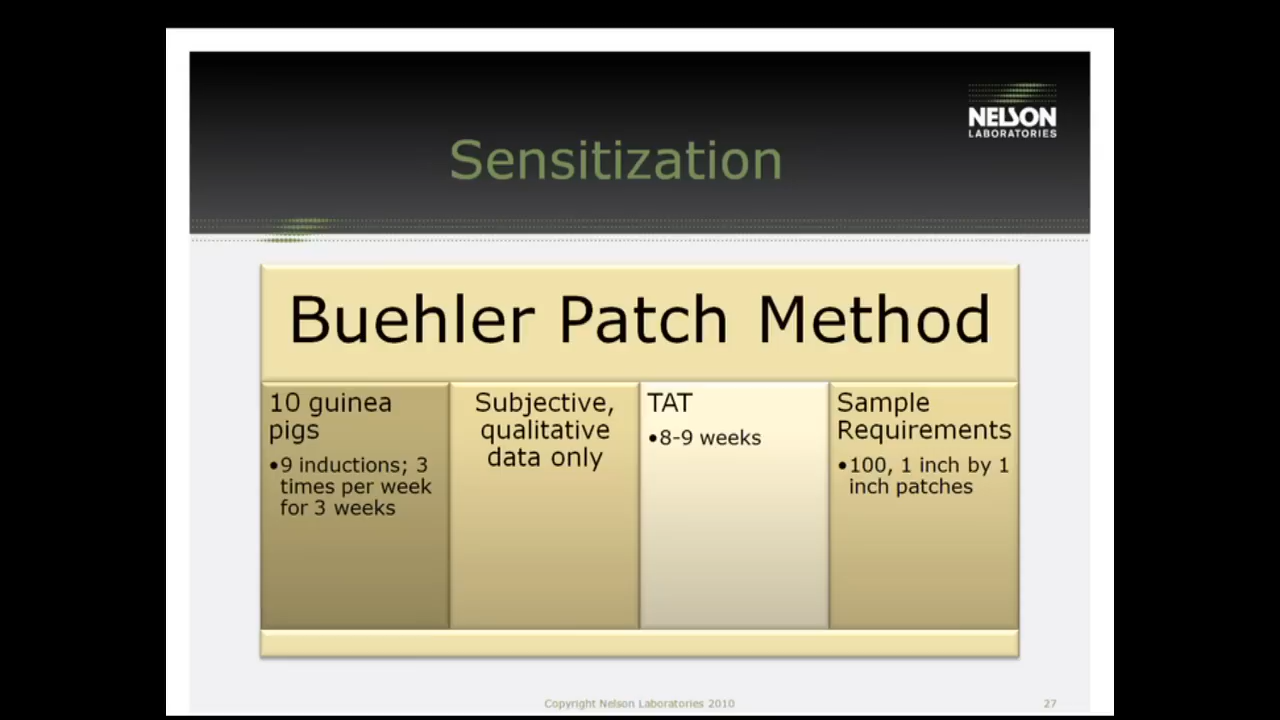 NELSON
LABORATORIES
Sensitization
Buehler Patch Method
10 guinea
pigs
•9 inductions; 3
times per week
for 3 weeks
Subjective,
qualitative
data only
TAT
•8-9 weeks
Sample
Requirements
•100, 1 inch by 1
inch patches
Copyright Nelson Laboratories 2010
27